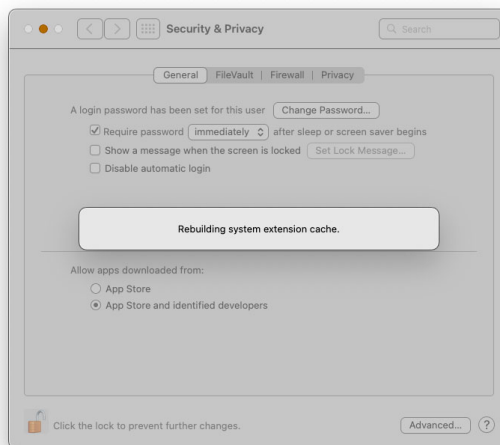 Security & Privacy
Search
General
FileVault
Firewall
Privacy
A login password has been set for this user
Change Password...
Require password
immediately
after sleep or screen saver begins
Show a message when the screen is locked
Set Lock Message...
Disable automatic login
Rebuilding system extension cache.
Allow apps downloaded from:
App Store
App Store and identified developers
Click the lock to prevent further changes.
Advanced...
?